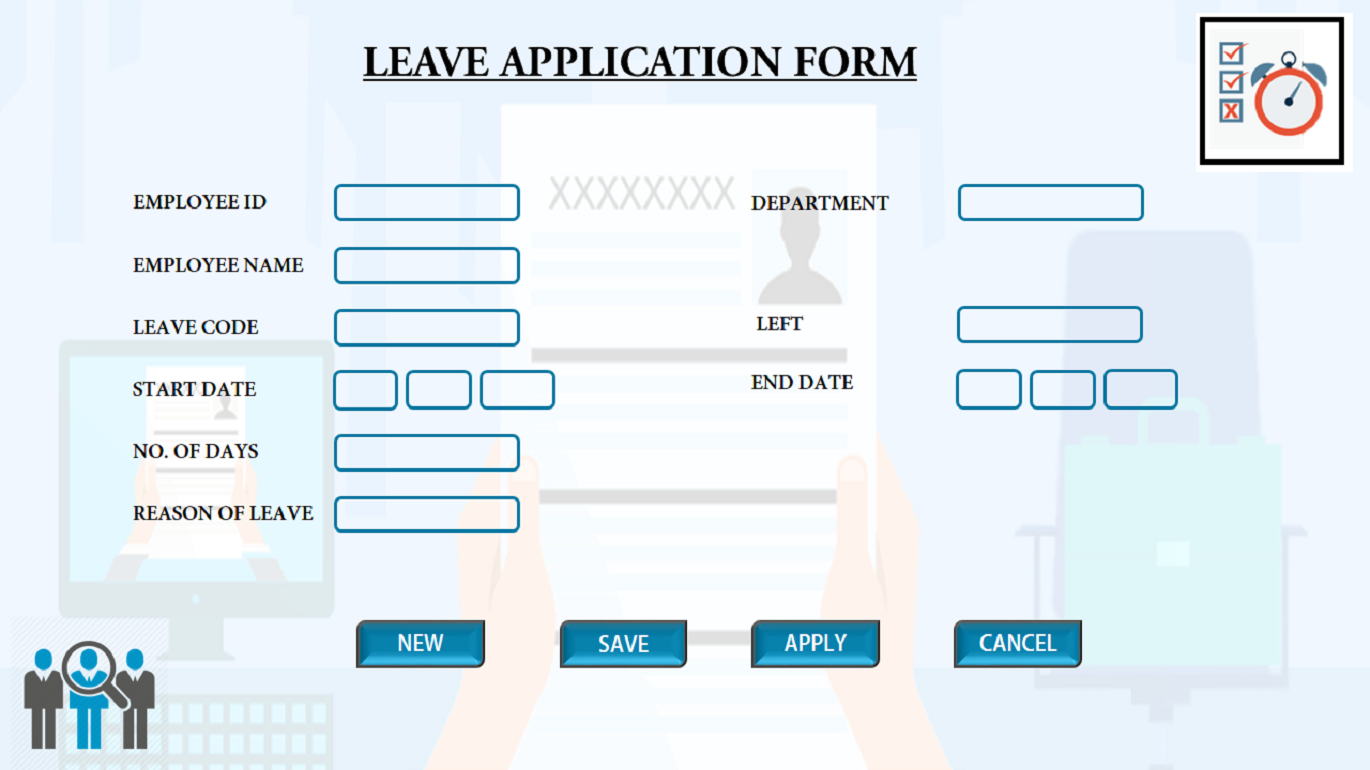 LEAVE APPLICATION FORM
XXXXXXXX
EMPLOYEE ID
DEPARTMENT
EMPLOYEE NAME
LEAVE CODE
LEFT
START DATE
END DATE
NO. OF DAYS
REASON OF LEAVE
NEW
SAVE
APPLY
CANCEL